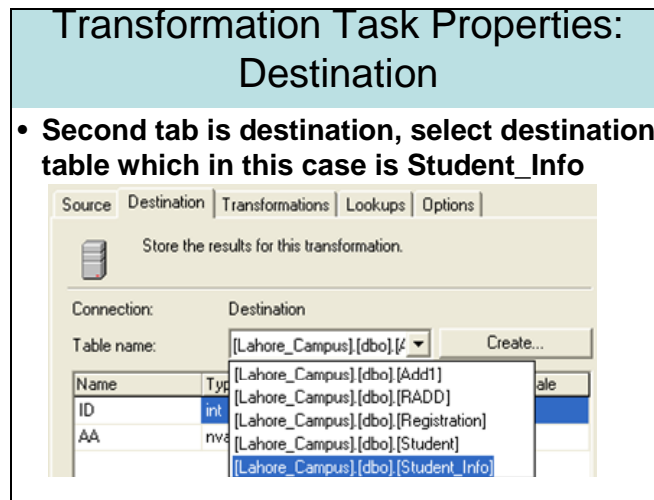 Transformation Task Properties:
Destination
• Second tab is destination, select destination
table which in this case is Student_Info
Source Destination Transformations Lookups Options
Store the results for this transformation.
Connection: Destination
Table name: [Lahore_Campus].[dbo].[A Create...
[Lahore_Campus].[dbo].[Add1]
[Lahore_Campus].[dbo].[RADD]
[Lahore_Campus].[dbo].[Registration]
[Lahore_Campus].[dbo].[Student]
[Lahore_Campus].[dbo].[Student_Info]
Name Typ ale
ID int
AA nva